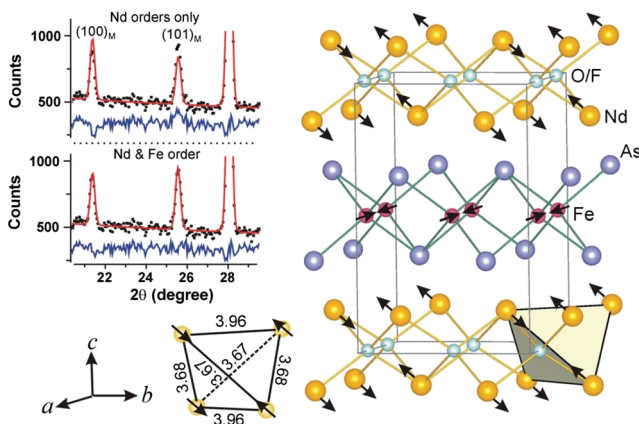 Nd orders only
(100)M
(101)M
1000
500
Counts
Nd & Fe order
1000
500
Counts
22
24
26
28
2θ (degree)
O/F
Nd
As
Fe
c
a
b
3.96
3.67
3.67
3.68
3.68
3.96